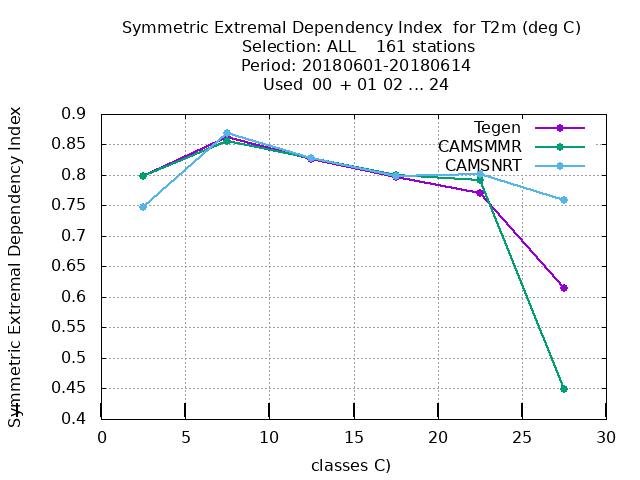 Symmetric Extremal Dependency Index  for T2m (deg C)
Selection: ALL    161 stations
Period: 20180601-20180614
Used  00  + 01 02 ... 24
0.9
0.85
0.8
0.75
0.7
0.65
0.6
0.55
0.5
0.45
0.4
0
5
10
15
20
25
30
Symmetric Extremal Dependency Index
classes C)
Tegen
CAMSMMR
CAMSNRT